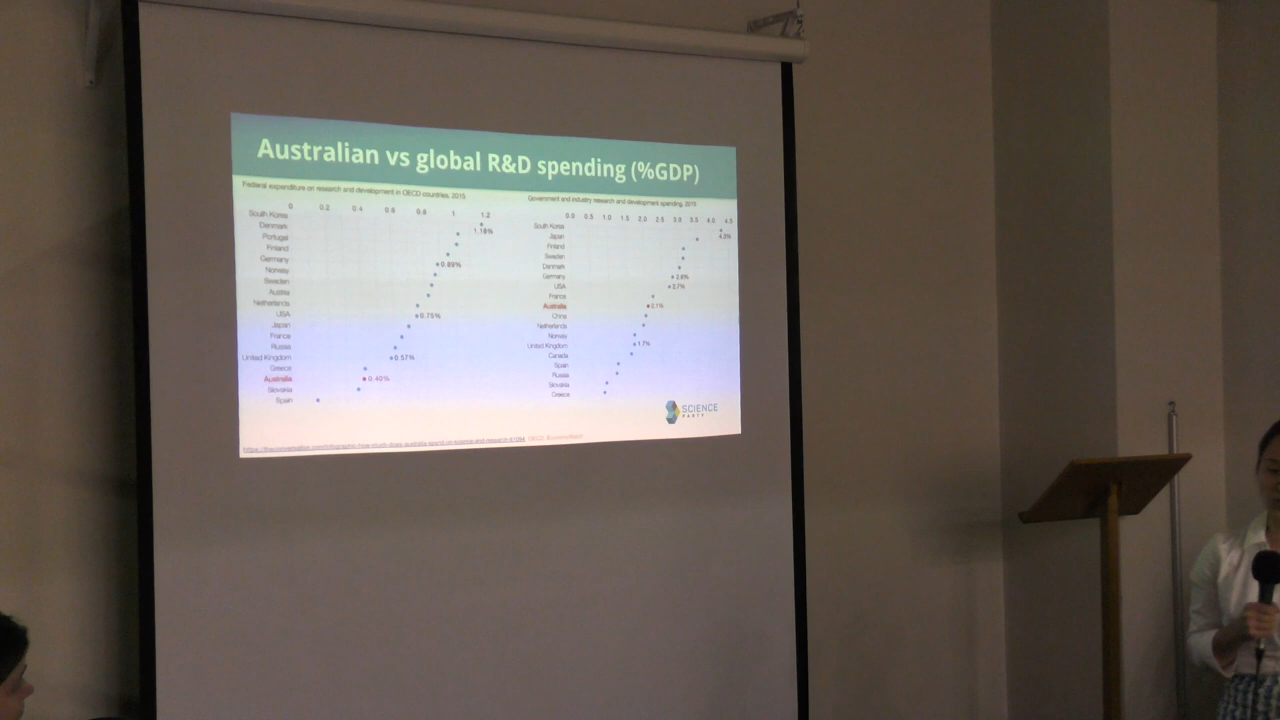 Australian vs global R&D spending (%GDP)
Federal expenditure on research and development in OECD countries, 2015
0 0.2 0.4 0.6 0.8 1 1.2
South Korea
Denmark 1.18%
Portugal
Finland
Germany 0.89%
Norway
Sweden
Austria
Netherlands
USA 0.75%
Japan
France
Russia
United Kingdom 0.57%
Greece
Australia 0.40%
Slovakia
Spain
Government and industry research and development spending, 2015
0.0 0.5 1.0 1.5 2.0 2.5 3.0 3.5 4.0 4.5
South Korea
Japan
Finland
Sweden
Denmark
Germany
USA 2.7%
France
Australia 2.1%
China
Netherlands
Norway
United Kingdom 1.7%
Canada
Spain
Russia
Slovakia
Greece
SCIENCE
PARTY